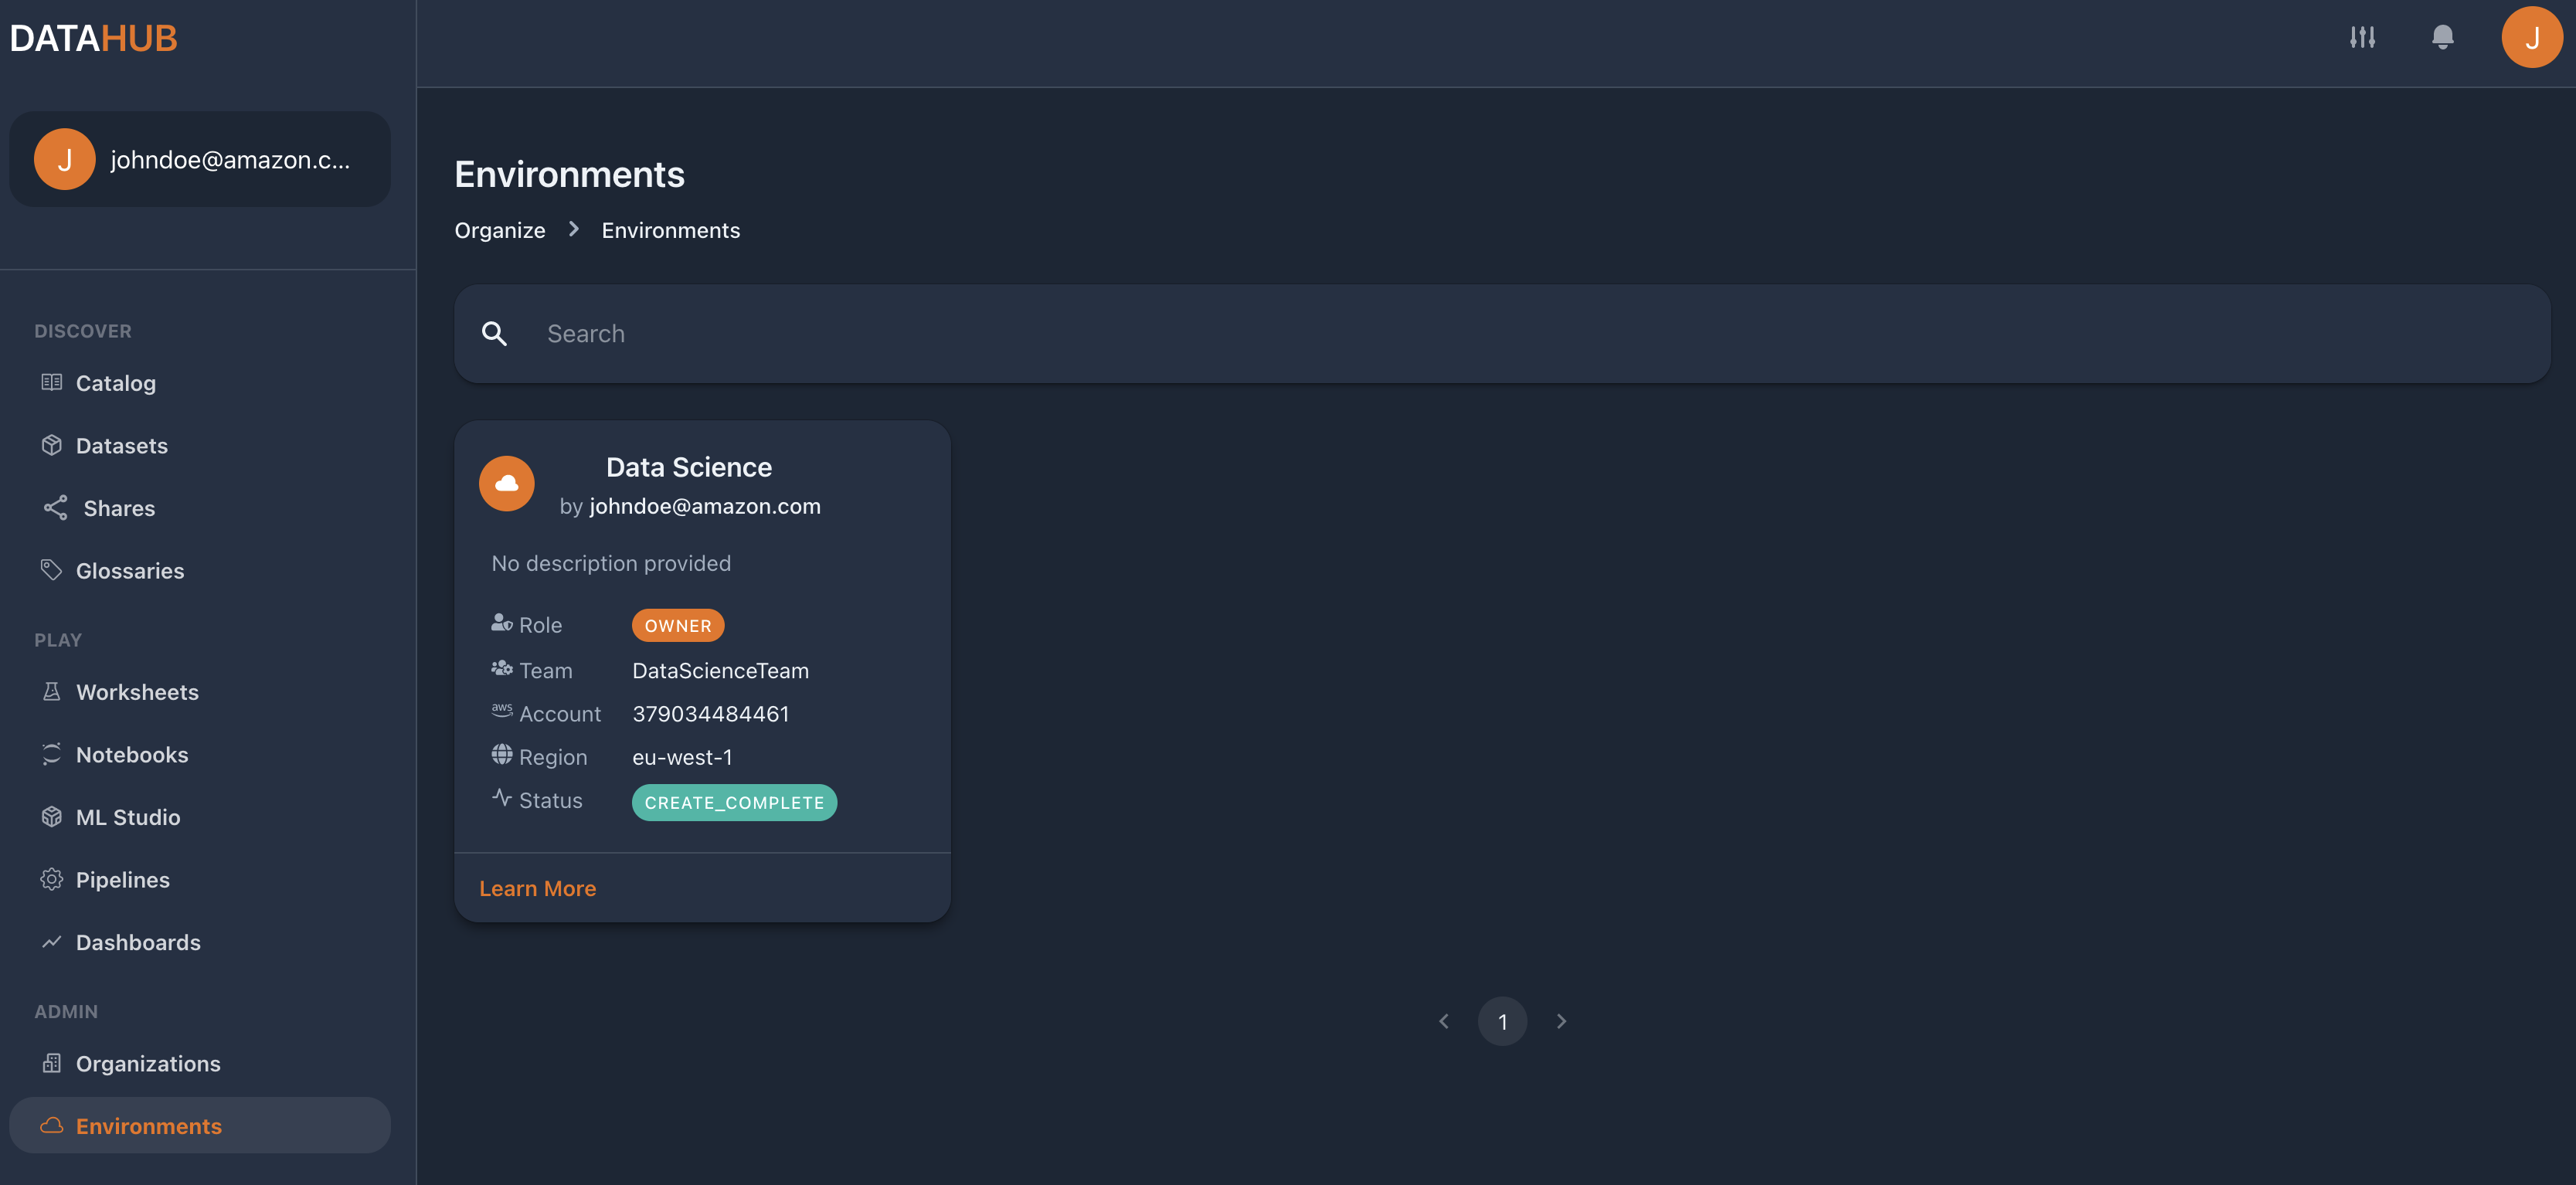 DATAHUB
J
J
johndoe@amazon.c...
DISCOVER
Catalog
Datasets
Shares
Glossaries
PLAY
Worksheets
Notebooks
ML Studio
Pipelines
Dashboards
ADMIN
Organizations
Environments
Environments
Organize > Environments
Search
Data Science
by johndoe@amazon.com
No description provided
Role OWNER
Team DataScienceTeam
aws Account 379034484461
Region eu-west-1
Status CREATE_COMPLETE
Learn More
1